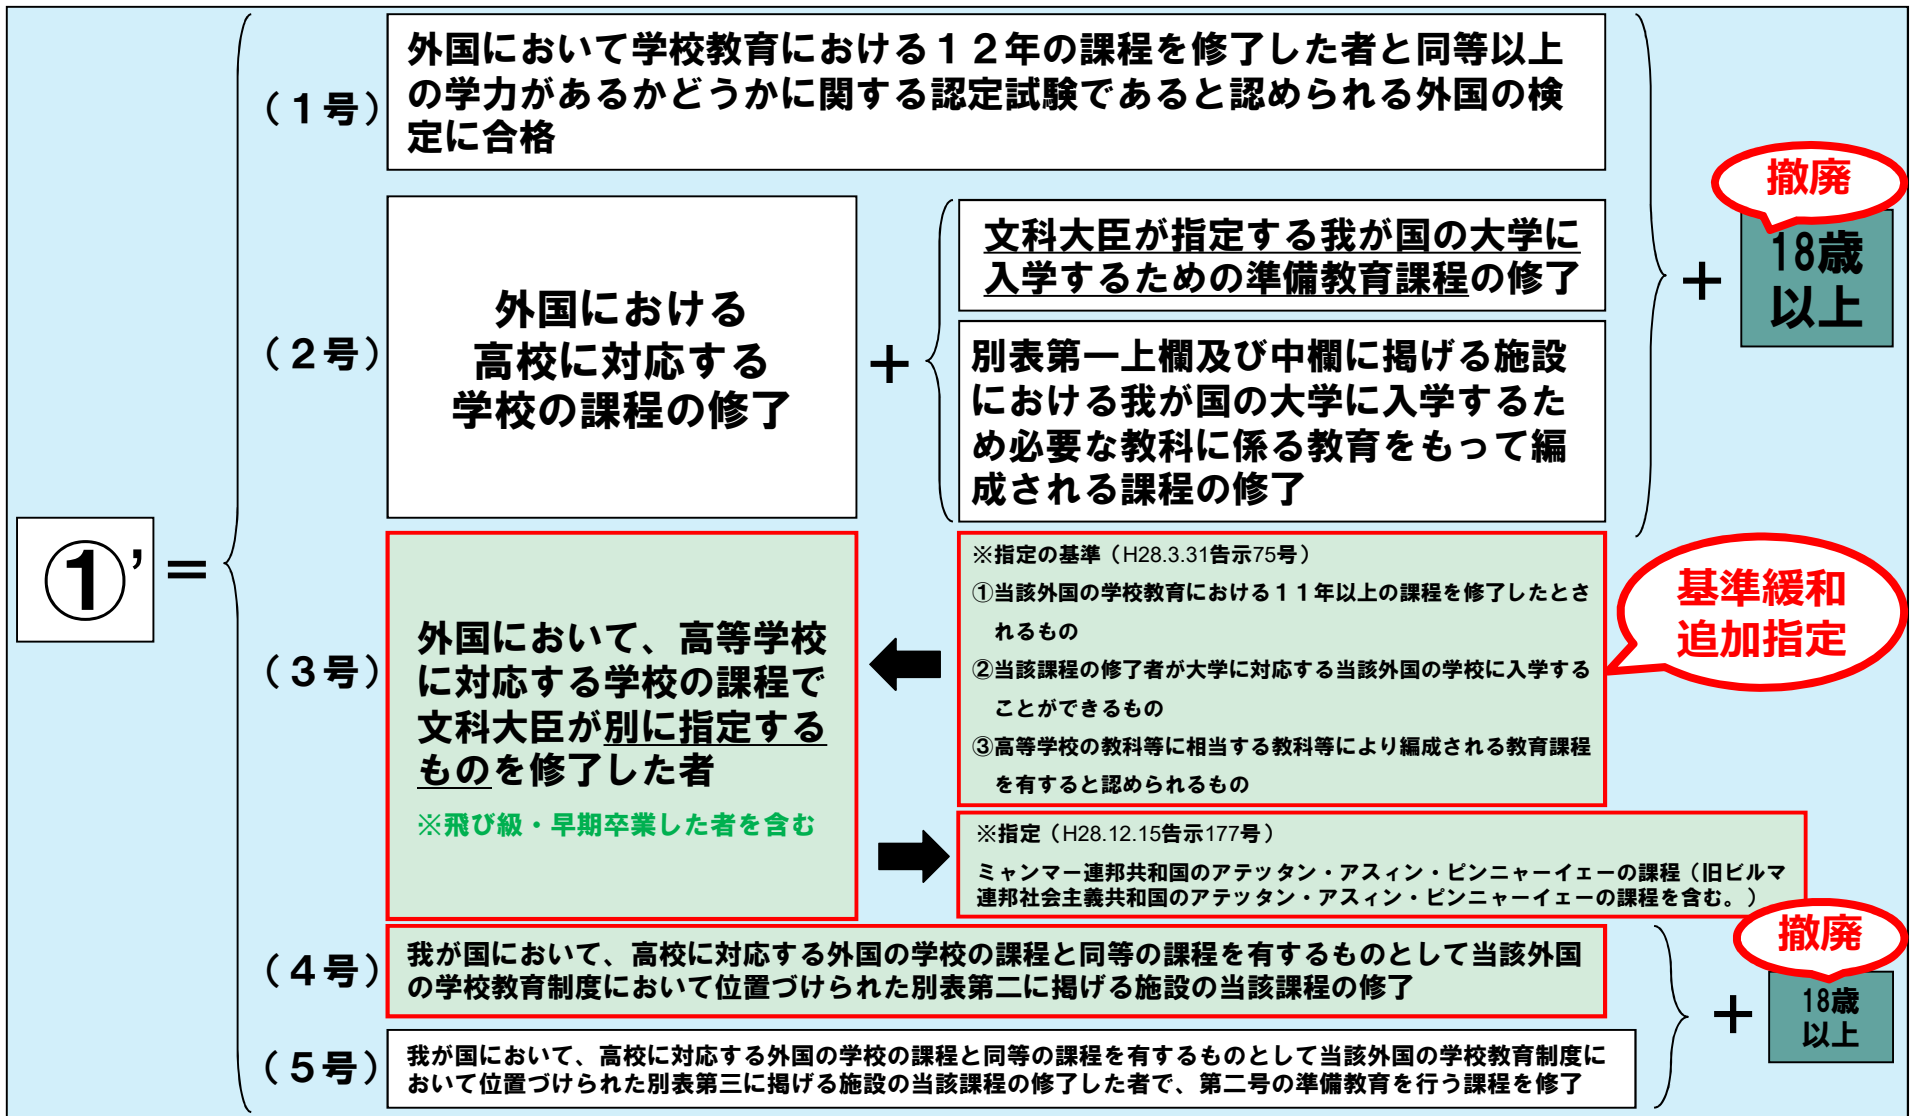 ①’＝
（１号）
外国において学校教育における１２年の課程を修了した者と同等以上
の学力があるかどうかに関する認定試験であると認められる外国の検
定に合格
（２号）
外国における
高校に対応する
学校の課程の修了
＋
文科大臣が指定する我が国の大学に
入学するための準備教育課程の修了
別表第一上欄及び中欄に掲げる施設
における我が国の大学に入学するた
め必要な教科に係る教育をもって編
成される課程の修了
＋
撤廃
18歳
以上
（３号）
外国において、高等学校
に対応する学校の課程で
文科大臣が別に指定する
ものを修了した者
※飛び級・早期卒業した者を含む
※指定の基準（H28.3.31告示75号）
①当該外国の学校教育における１１年以上の課程を修了したとさ
れるもの
②当該課程の修了者が大学に対応する当該外国の学校に入学する
ことができるもの
③高等学校の教科等に相当する教科等により編成される教育課程
を有すると認められるもの
基準緩和
追加指定
※指定（H28.12.15告示177号）
ミャンマー連邦共和国のアテッタン・アスィン・ピンニャーイェーの課程（旧ビルマ
連邦社会主義共和国のアテッタン・アスィン・ピンニャーイェーの課程を含む。）
（４号）
我が国において、高校に対応する外国の学校の課程と同等の課程を有するものとして当該外国
の学校教育制度において位置づけられた別表第二に掲げる施設の当該課程の修了
（５号）
我が国において、高校に対応する外国の学校の課程と同等の課程を有するものとして当該外国の学校教育制度に
おいて位置づけられた別表第三に掲げる施設の当該課程の修了した者で、第二号の準備教育を行う課程を修了
＋
撤廃
18歳
以上